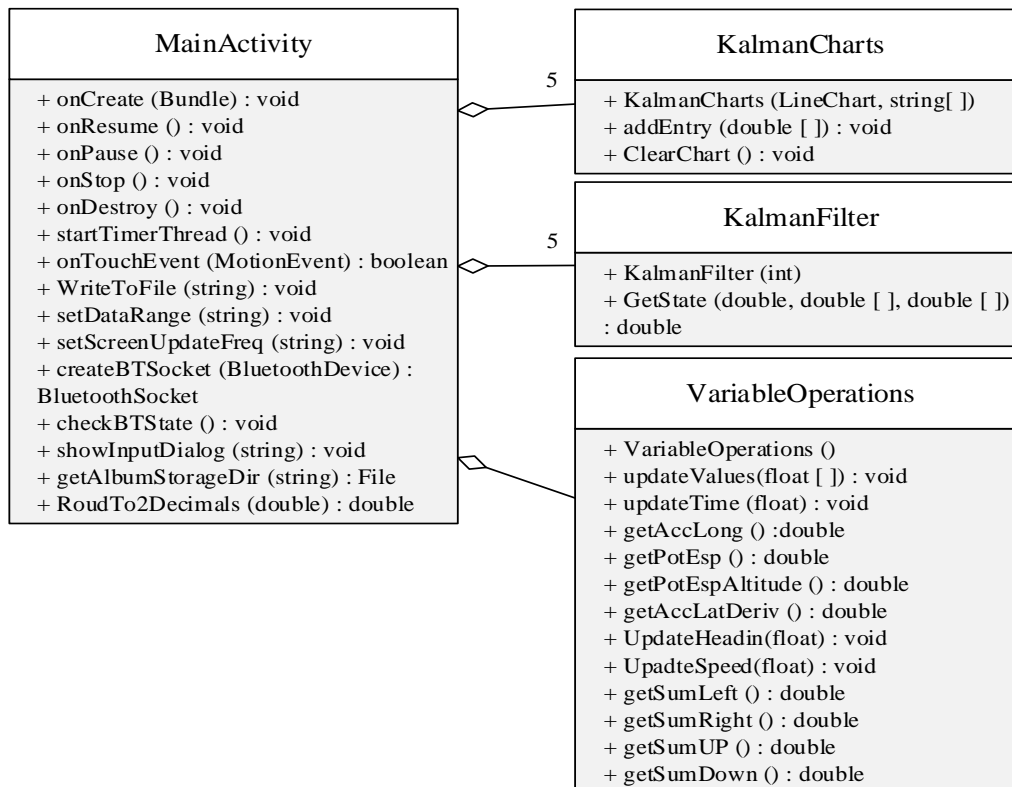 MainActivity
+ onCreate (Bundle) : void
+ onResume () : void
+ onPause () : void
+ onStop () : void
+ onDestroy () : void
+ startTimerThread () : void
+ onTouchEvent (MotionEvent) : boolean
+ WriteToFile (string) : void
+ setDataRange (string) : void
+ setScreenUpdateFreq (string) : void
+ createBTSocket (BluetoothDevice) :
BluetoothSocket
+ checkBTState () : void
+ showInputDialog (string) : void
+ getAlbumStorageDir (string) : File
+ RoudTo2Decimals (double) : double
5
KalmanCharts
+ KalmanCharts (LineChart, string[ ])
+ addEntry (double [ ]) : void
+ ClearChart () : void
5
KalmanFilter
+ KalmanFilter (int)
+ GetState (double, double [ ], double [ ])
: double
VariableOperations
+ VariableOperations ()
+ updateValues(float [ ]) : void
+ updateTime (float) : void
+ getAccLong () :double
+ getPotEsp () : double
+ getPotEspAltitude () : double
+ getAccLatDeriv () : double
+ UpdateHeadin(float) : void
+ UpadteSpeed(float) : void
+ getSumLeft () : double
+ getSumRight () : double
+ getSumUP () : double
+ getSumDown () : double